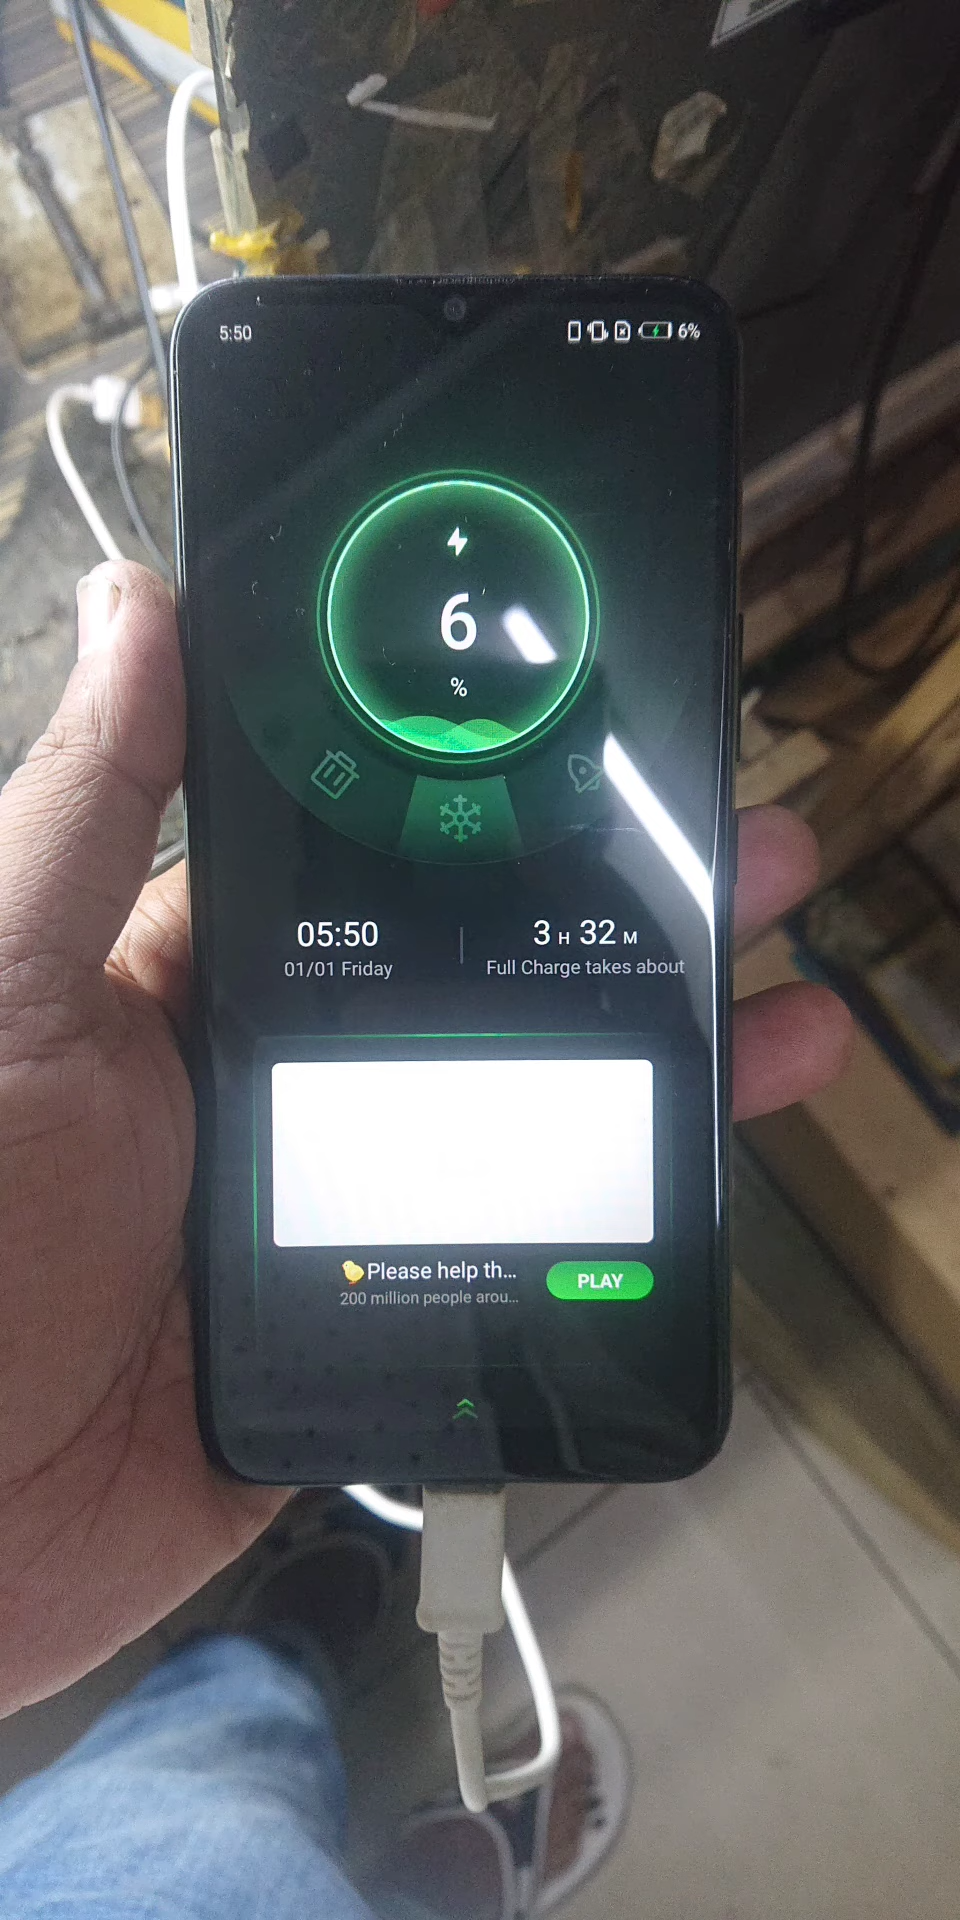 5:50
6%
6
%
05:50
01/01 Friday
3 H 32 M
Full Charge takes about
🐤Please help th...
200 million people arou...
PLAY